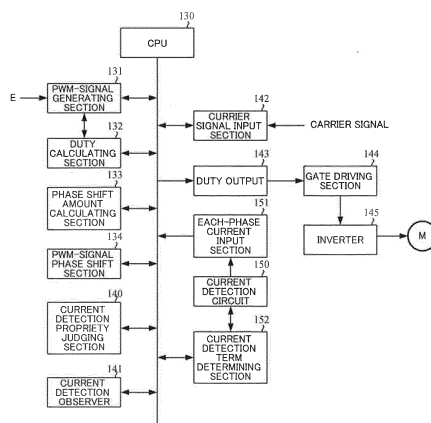 130
CPU
131
PWM-SIGNAL
GENERATING
SECTION
E
132
DUTY
CALCULATING
SECTION
133
PHASE SHIFT
AMOUNT
CALCULATING
SECTION
134
PWM-SIGNAL
PHASE SHIFT
SECTION
140
CURRENT
DETECTION
PROPRIETY
JUDGING
SECTION
141
CURRENT
DETECTION
OBSERVER
142
CURRIER
SIGNAL INPUT
SECTION
CARRIER SIGNAL
143
DUTY OUTPUT
144
GATE DRIVING
SECTION
145
INVERTER
M
151
EACH-PHASE
CURRENT
INPUT
SECTION
150
CURRENT
DETECTION
CIRCUIT
152
CURRENT
DETECTION
TERM
DETERMINING
SECTION